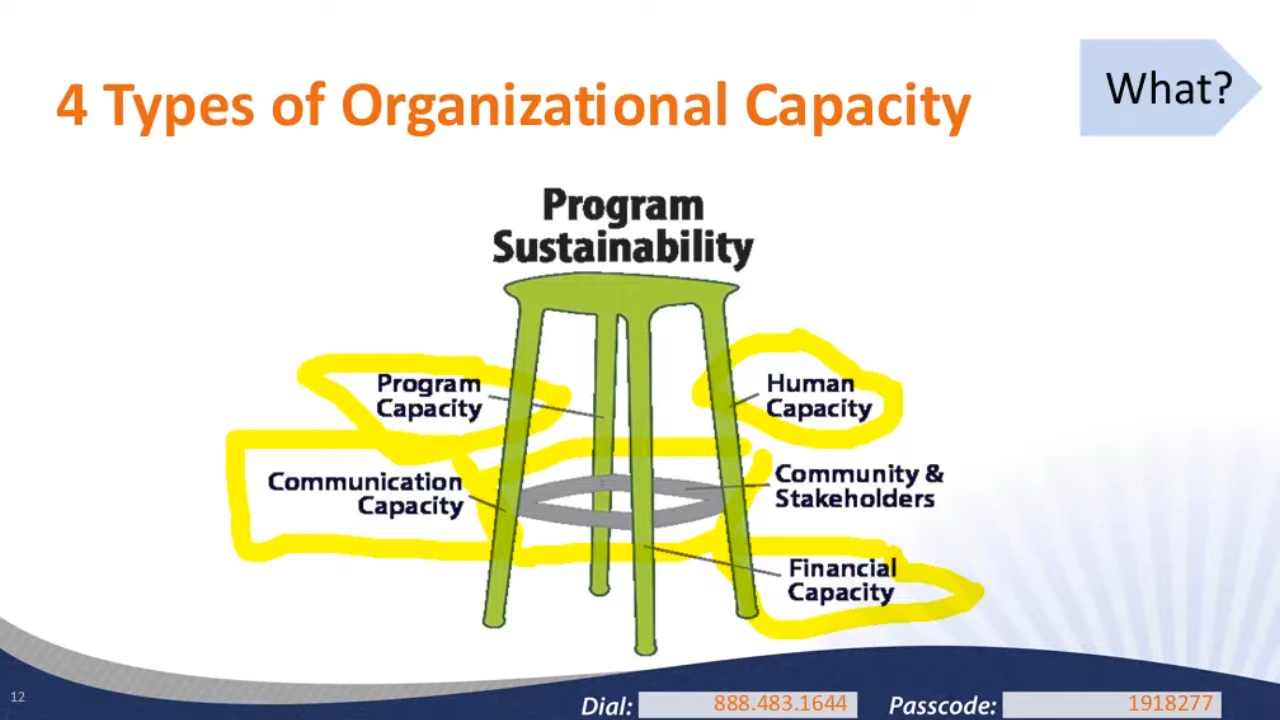 4 Types of Organizational Capacity
What?
Program
Sustainability
Program
Capacity
Human
Capacity
Communication
Capacity
Community &
Stakeholders
Financial
Capacity
12
Dial: 888.483.1644 Passcode: 1918277